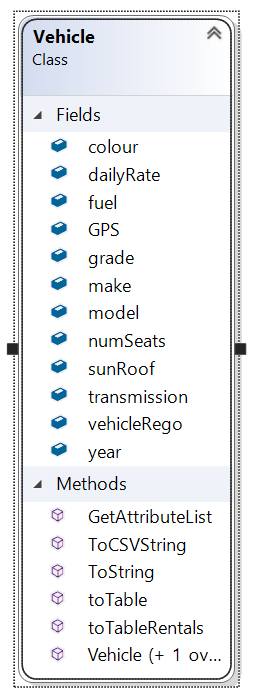 Vehicle
Class
Fields
colour
dailyRate
fuel
GPS
grade
make
model
numSeats
sunRoof
transmission
vehicleRego
year
Methods
GetAttributeList
ToCSVString
ToString
toTable
toTableRentals
Vehicle (+ 1 ov...